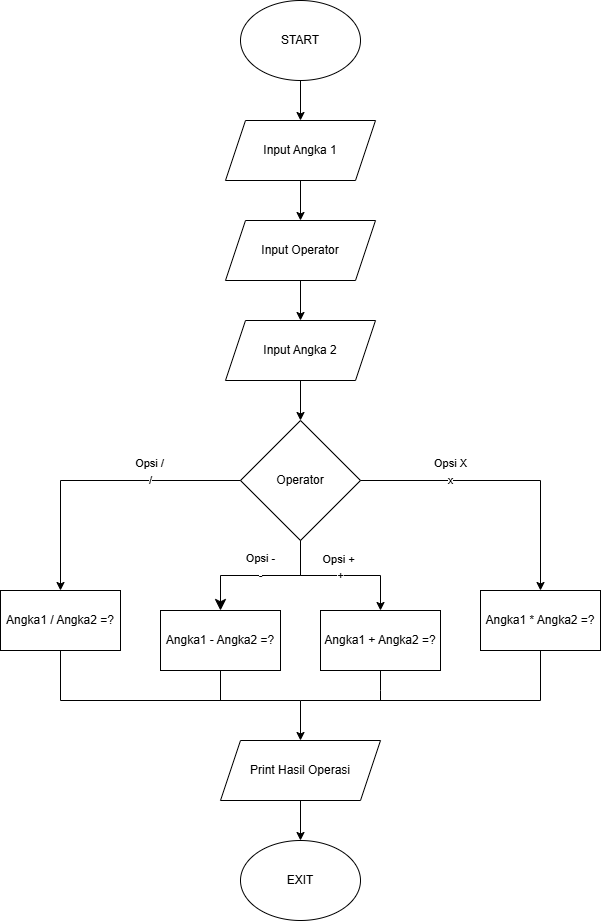 START
Input Angka 1
Input Operator
Input Angka 2
Operator
Opsi /
/
Opsi X
x
Opsi -
-
Opsi +
+
Angka1 / Angka2 =?
Angka1 - Angka2 =?
Angka1 + Angka2 =?
Angka1 * Angka2 =?
Print Hasil Operasi
EXIT